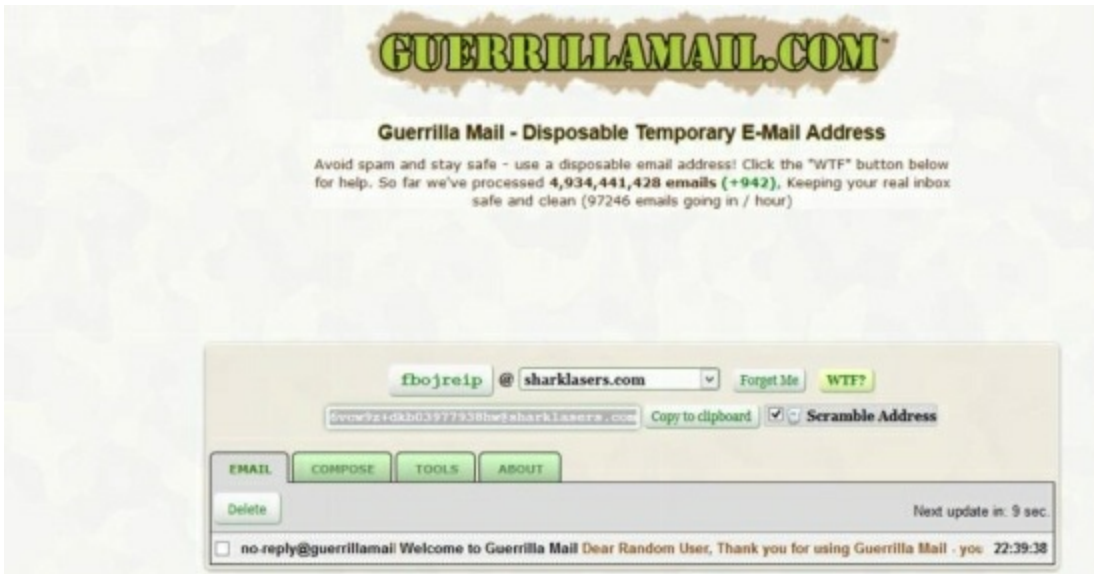 GUERRILLAMAIL.COM™
Guerrilla Mail - Disposable Temporary E-Mail Address
Avoid spam and stay safe - use a disposable email address! Click the "WTF" button below
for help. So far we've processed 4,934,441,428 emails (+942), Keeping your real inbox
safe and clean (97246 emails going in / hour)
fbojreip @ sharklasers.com Forget Me WTF?
Copy to clipboard Scramble Address
EMAIL COMPOSE TOOLS ABOUT
Delete Next update in: 9 sec.
no-reply@guerrillamail Welcome to Guerrilla Mail Dear Random User, Thank you for using Guerrilla Mail - you 22:39:38